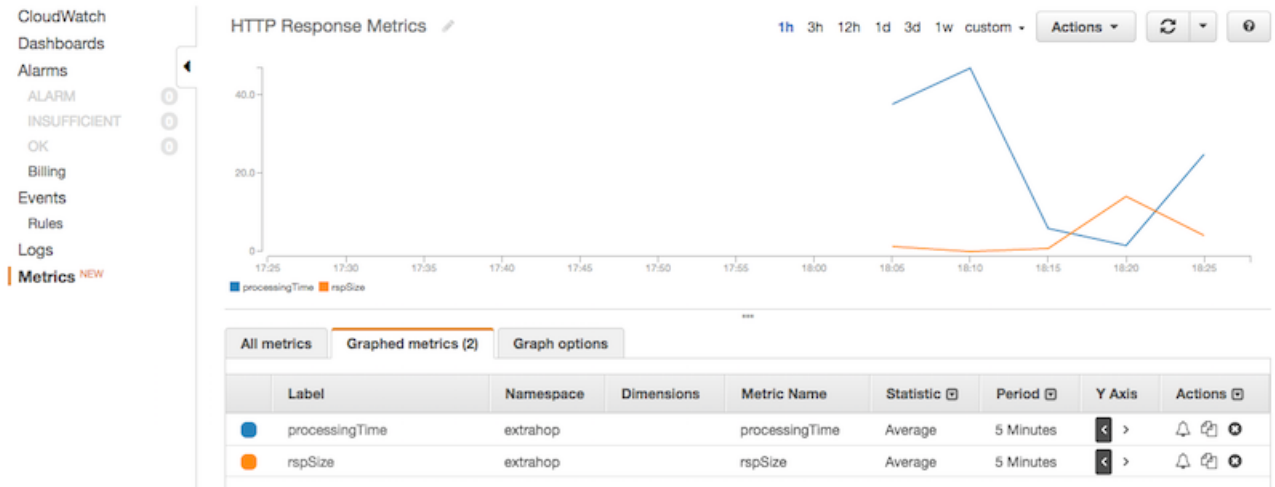 CloudWatch
Dashboards
Alarms
ALARM 0
INSUFFICIENT 0
OK 0
Billing
Events
Rules
Logs
Metrics NEW
HTTP Response Metrics
1h 3h 12h 1d 3d 1w custom Actions
40.0
20.0
0
17:25 17:30 17:35 17:40 17:45 17:50 17:55 18:00 18:05 18:10 18:15 18:20 18:25
processingTime rspSize
All metrics Graphed metrics (2) Graph options
Label Namespace Dimensions Metric Name Statistic Period Y Axis Actions
processingTime extrahop processingTime Average 5 Minutes < >
rspSize extrahop rspSize Average 5 Minutes < >